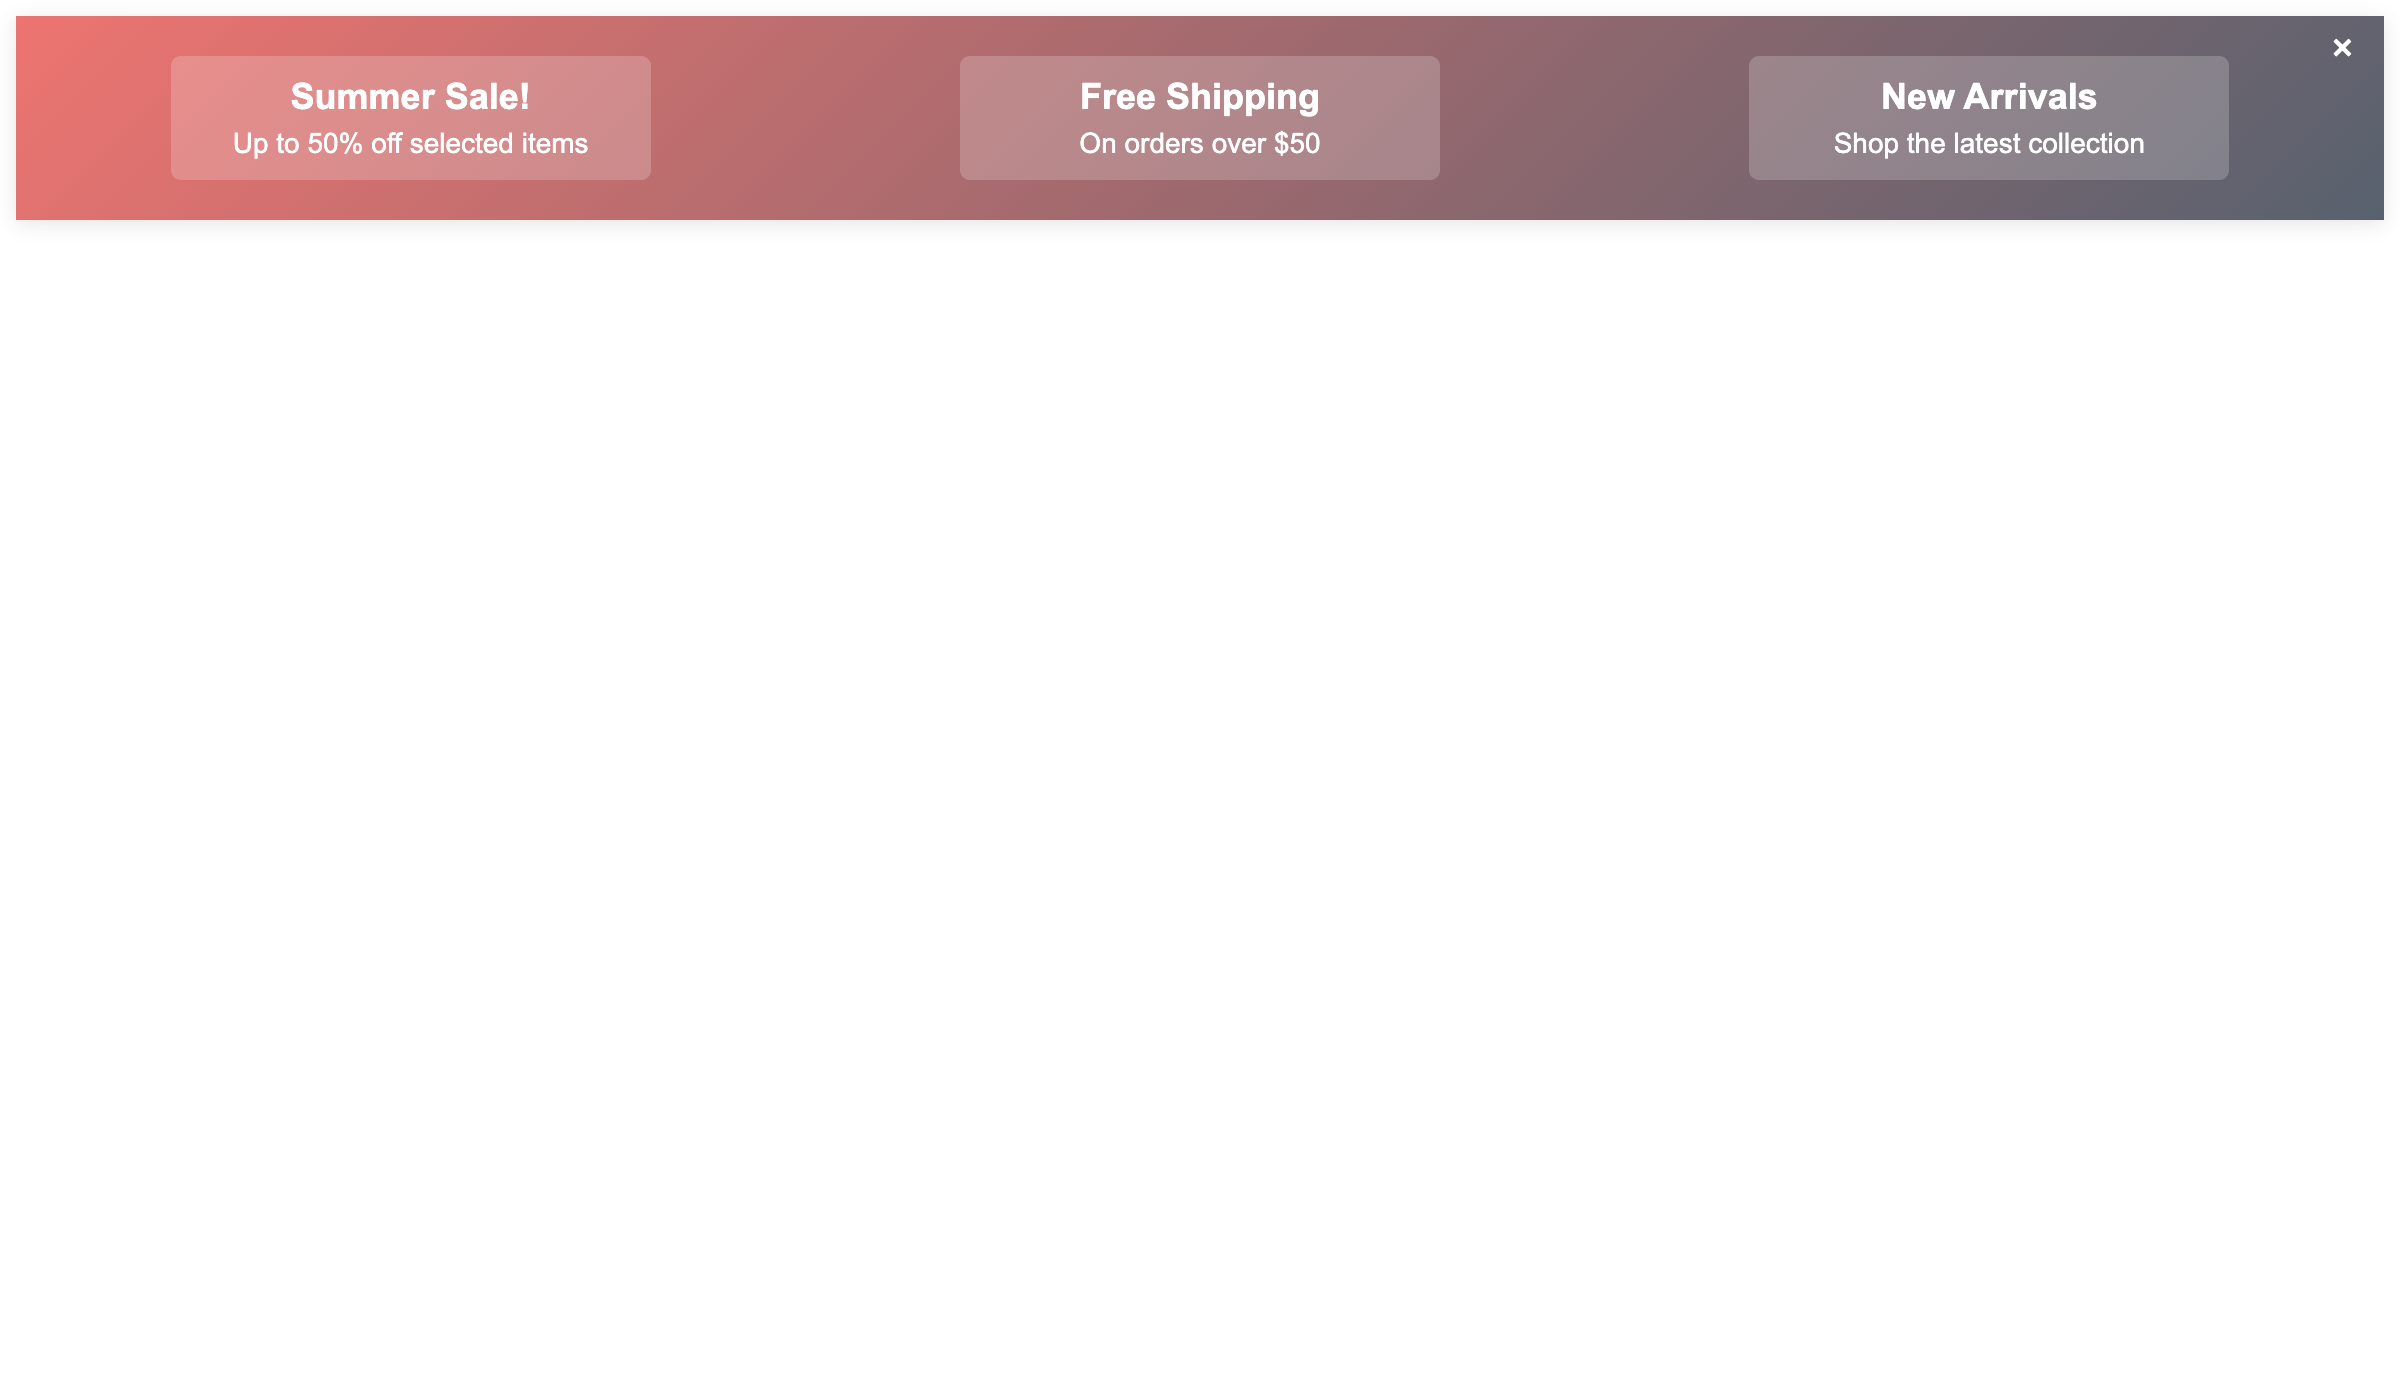 Summer Sale!
Up to 50% off selected items
Free Shipping
On orders over $50
New Arrivals
Shop the latest collection
×